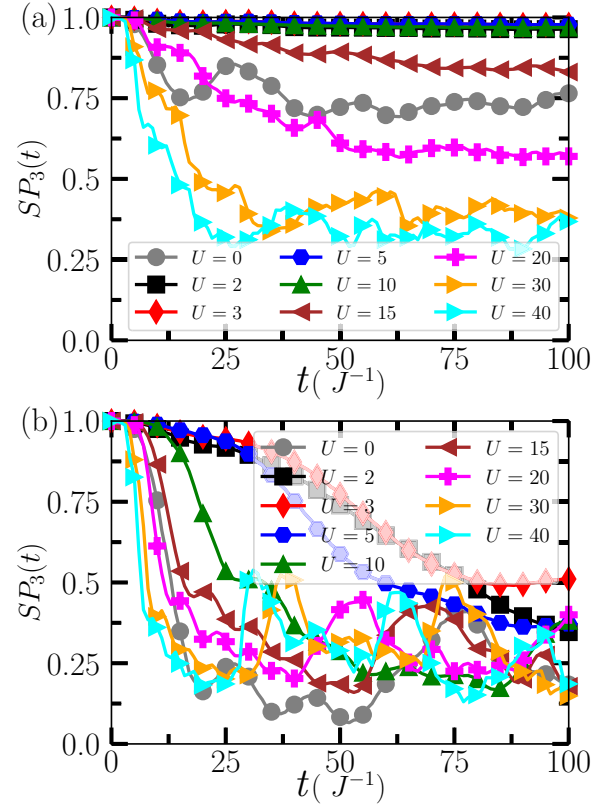 (a)
1.0
0.75
0.5
0.25
0.0
SP₃(t)
U = 0
U = 2
U = 3
U = 5
U = 10
U = 15
U = 20
U = 30
U = 40
0 25 50 75 100
t( J⁻¹)
(b)
1.0
0.75
0.5
0.25
0.0
SP₃(t)
U = 0
U = 2
U = 3
U = 5
U = 10
U = 15
U = 20
U = 30
U = 40
0 25 50 75 100
t( J⁻¹)